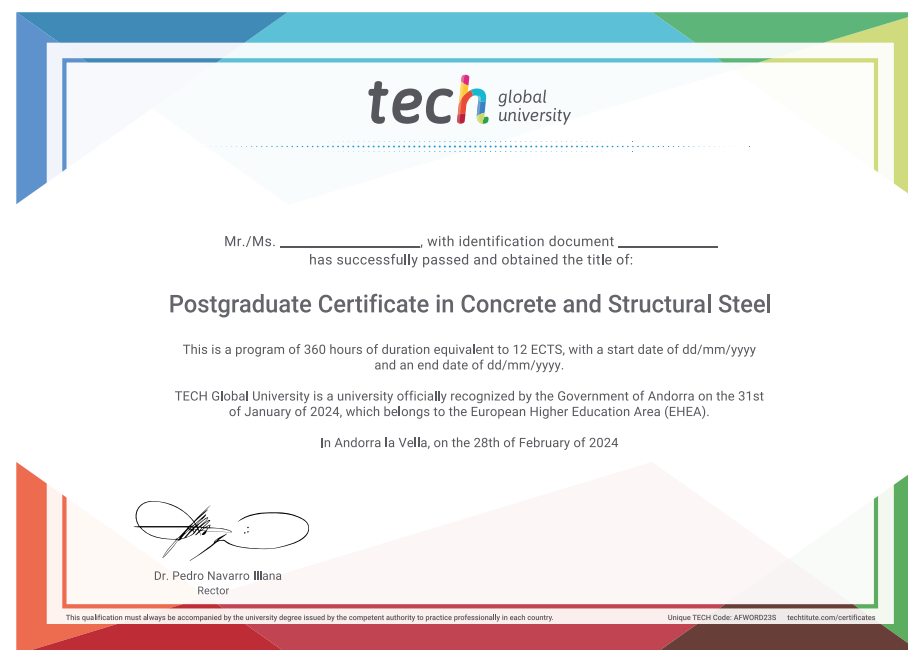 tech global university
Mr./Ms. ____________________, with identification document ______________
has successfully passed and obtained the title of:
Postgraduate Certificate in Concrete and Structural Steel
This is a program of 360 hours of duration equivalent to 12 ECTS, with a start date of dd/mm/yyyy
and an end date of dd/mm/yyyy.
TECH Global University is a university officially recognized by the Government of Andorra on the 31st
of January of 2024, which belongs to the European Higher Education Area (EHEA).
In Andorra la Vella, on the 28th of February of 2024
Dr. Pedro Navarro Illana
Rector
This qualification must always be accompanied by the university degree issued by the competent authority to practice professionally in each country.
Unique TECH Code: AFWORD23S techtitute.com/certificates